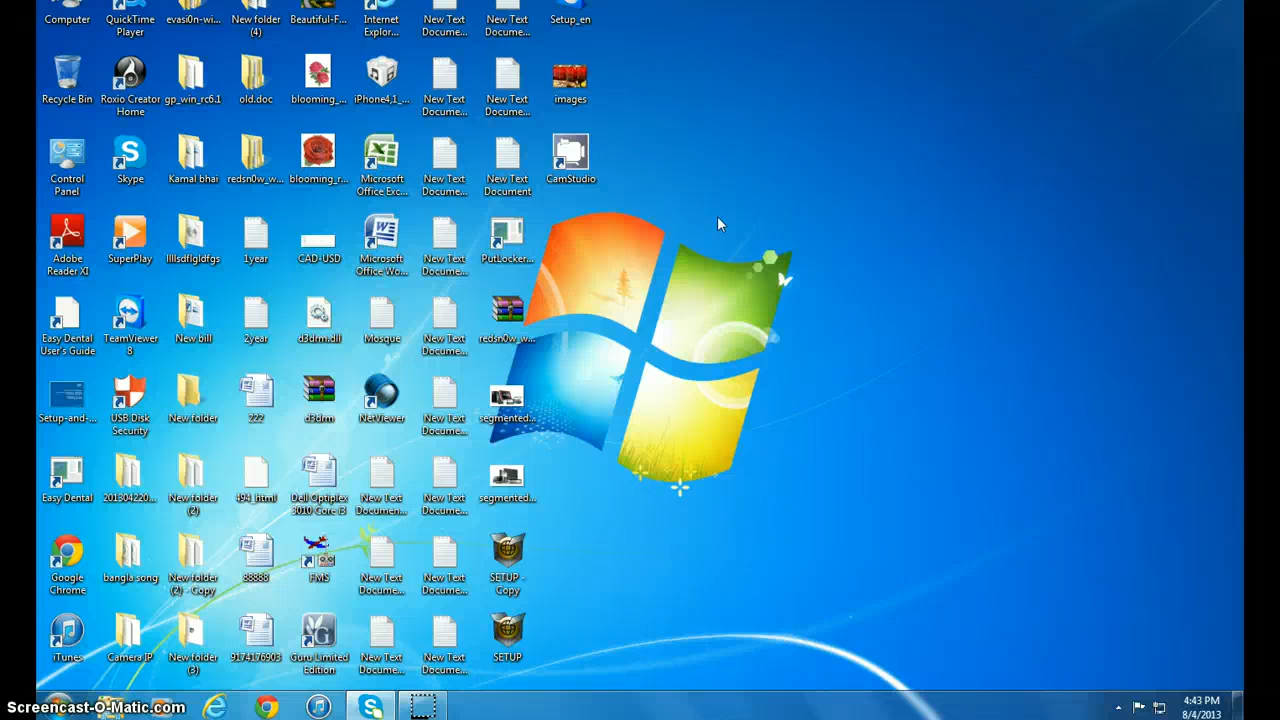 Computer
QuickTime
Player
evasi0n-wi...
New folder
(4)
Beautiful-F...
Internet
Explor...
New Text
Docume...
New Text
Docume...
Setup_en
Recycle Bin
Roxio Creator
Home
gp_win_rc6.1
old.doc
blooming_...
iPhone4,1_...
New Text
Docume...
New Text
Docume...
images
Control
Panel
Skype
Kamal bhai
redsn0w_w...
blooming_r...
Microsoft
Office Exc...
New Text
Docume...
New Text
Document
CamStudio
Adobe
Reader XI
SuperPlay
llllsdflgldfgs
1year
CAD-USD
Microsoft
Office Wo...
New Text
Docume...
PutLocker...
Easy Dental
User's Guide
TeamViewer
8
New bill
2year
d3drm.dll
Mosque
New Text
Docume...
redsn0w_w...
Setup-and-...
USB Disk
Security
New folder
222
d3drm
NetViewer
New Text
Docume...
segmented...
Easy Dental
201304220...
New folder
(2)
494_html
Dell Optiplex
3010 Core i3
New Text
Documen...
New Text
Docume...
segmented...
Google
Chrome
bangla song
New folder
(2) - Copy
88888
FMS
New Text
Docume...
New Text
Docume...
SETUP -
Copy
iTunes
Camera IP
New folder
(3)
9174176903
Guru Limited
Edition
New Text
Docume...
New Text
Docume...
SETUP
Screencast-O-Matic.com
4:43 PM
8/4/2013